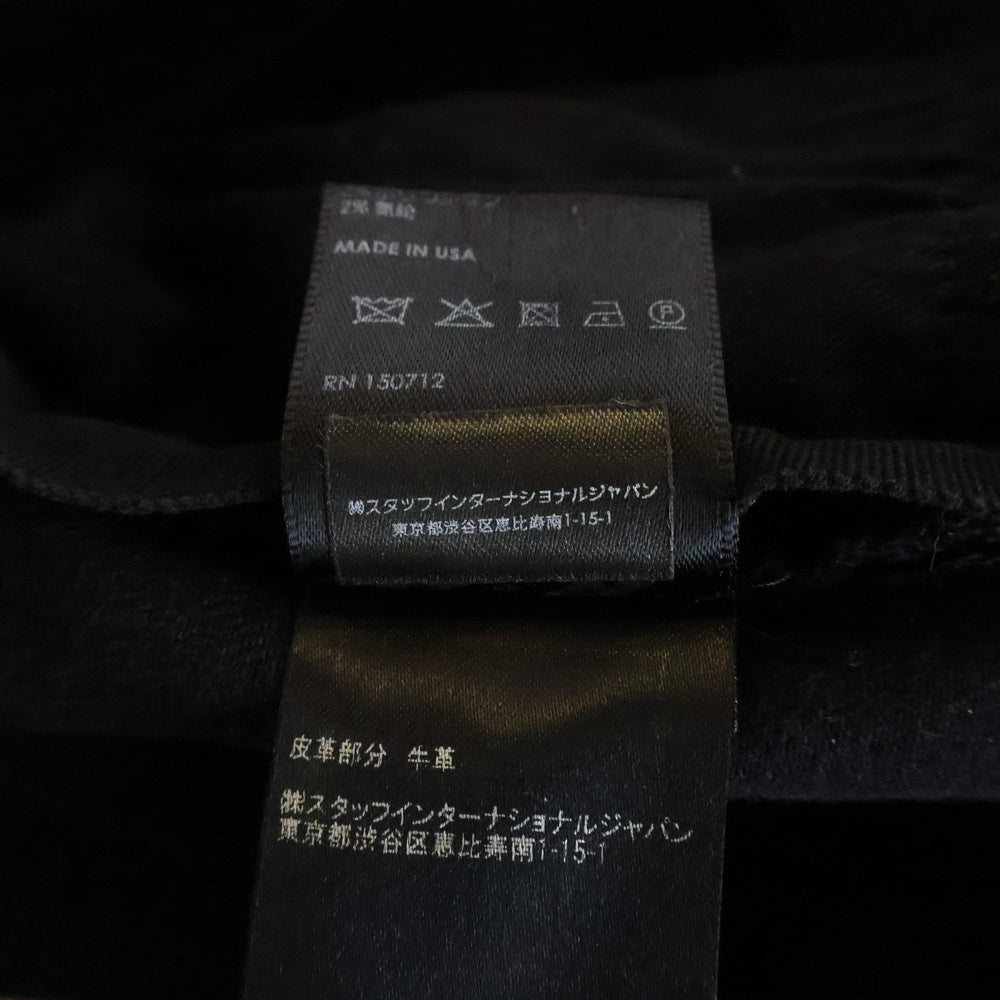 MADE IN USA
P
RN 150712
㈱スタッフインターナショナルジャパン
東京都渋谷区恵比寿南1-15-1
皮革部分 牛革
㈱スタッフインターナショナルジャパン
東京都渋谷区恵比寿南1-15-1